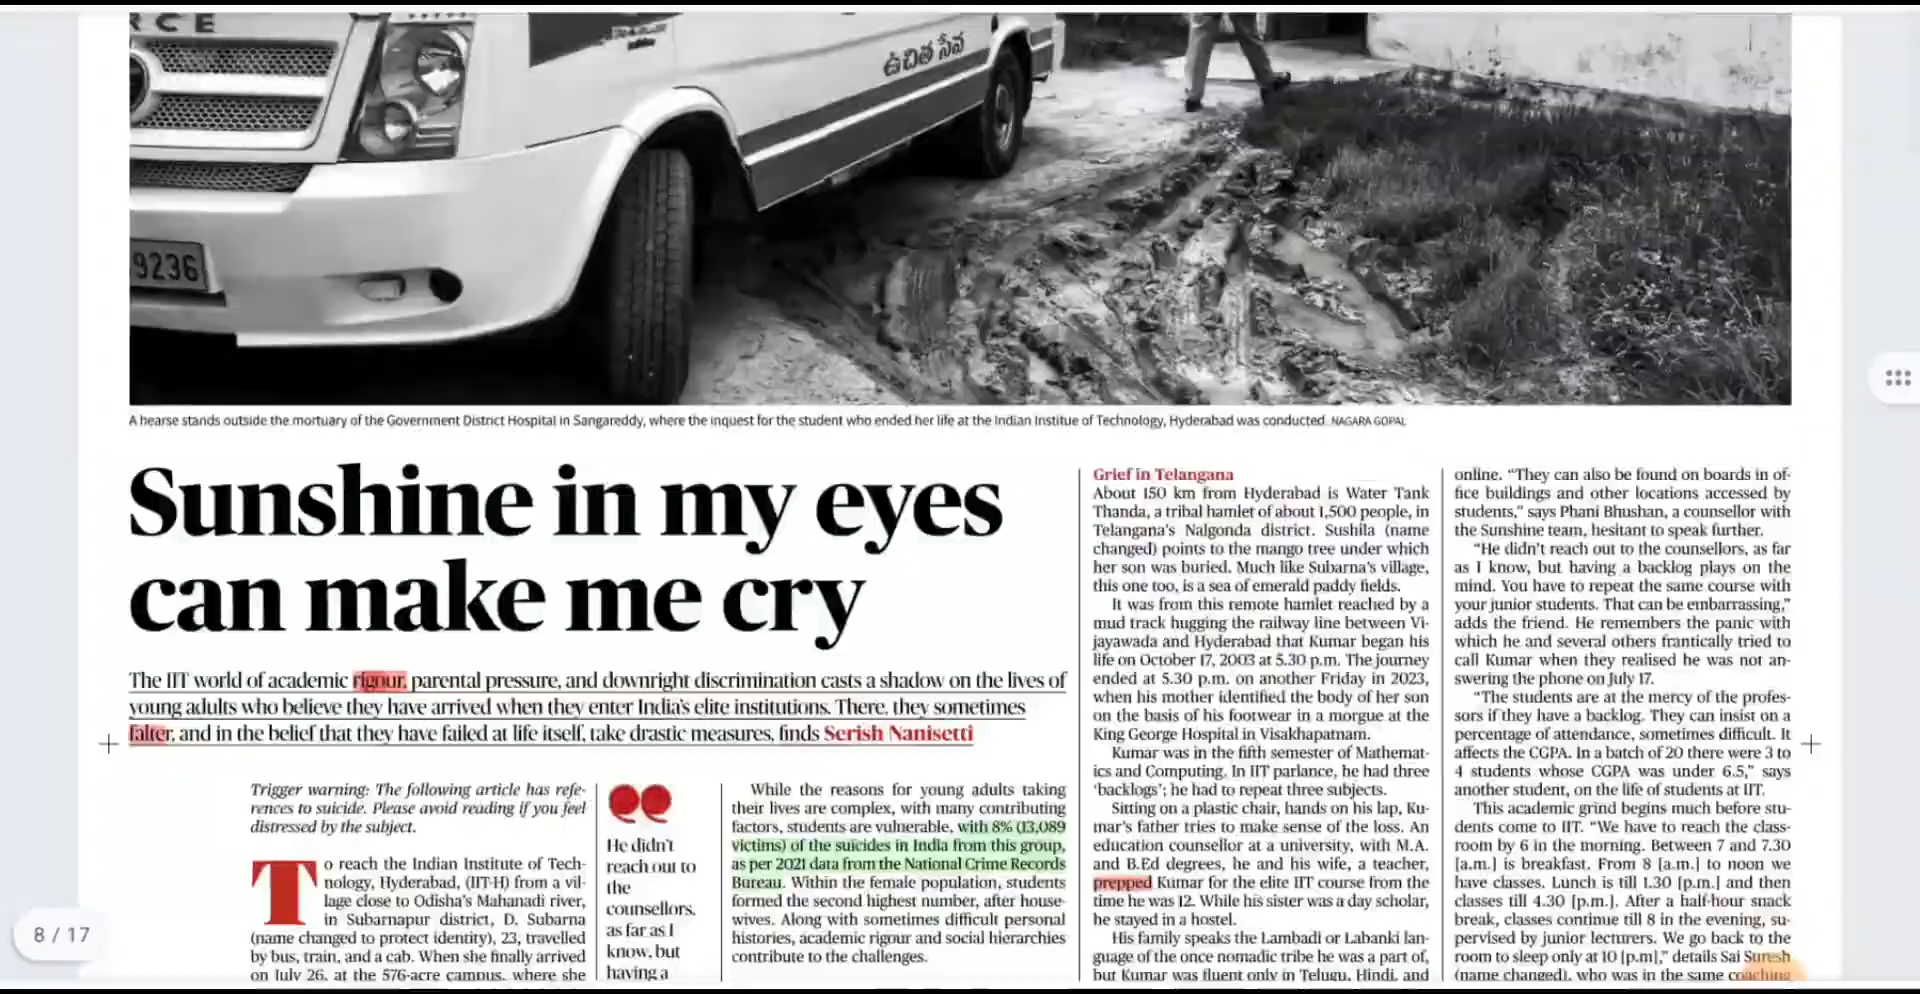 RCE
ఉచిత సేవ
9236
A hearse stands outside the mortuary of the Government District Hospital in Sangareddy, where the inquest for the student who ended her life at the Indian Institue of Technology, Hyderabad was conducted. NAGARA GOPAL
Sunshine in my eyes
can make me cry
The IIT world of academic rigour, parental pressure, and downright discrimination casts a shadow on the lives of
young adults who believe they have arrived when they enter India's elite institutions. There, they sometimes
falter, and in the belief that they have failed at life itself, take drastic measures, finds Serish Nanisetti
Trigger warning: The following article has refe-
rences to suicide. Please avoid reading if you feel
distressed by the subject.
To reach the Indian Institute of Tech-
nology, Hyderabad, (IIT-H) from a vil-
lage close to Odisha's Mahanadi river,
in Subarnapur district, D. Subarna
(name changed to protect identity), 23, travelled
by bus, train, and a cab. When she finally arrived
on July 26, at the 576-acre campus, where she
He didn't
reach out to
the
counsellors,
as far as I
know, but
having a
While the reasons for young adults taking
their lives are complex, with many contributing
factors, students are vulnerable, with 8% (13,089
victims) of the suicides in India from this group,
as per 2021 data from the National Crime Records
Bureau. Within the female population, students
formed the second highest number, after house-
wives. Along with sometimes difficult personal
histories, academic rigour and social hierarchies
contribute to the challenges.
Grief in Telangana
About 150 km from Hyderabad is Water Tank
Thanda, a tribal hamlet of about 1,500 people, in
Telangana's Nalgonda district. Sushila (name
changed) points to the mango tree under which
her son was buried. Much like Subarna's village,
this one too, is a sea of emerald paddy fields.
It was from this remote hamlet reached by a
mud track hugging the railway line between Vi-
jayawada and Hyderabad that Kumar began his
life on October 17, 2003 at 5.30 p.m. The journey
ended at 5.30 p.m. on another Friday in 2023,
when his mother identified the body of her son
on the basis of his footwear in a morgue at the
King George Hospital in Visakhapatnam.
Kumar was in the fifth semester of Mathemat-
ics and Computing. In IIT parlance, he had three
'backlogs'; he had to repeat three subjects.
Sitting on a plastic chair, hands on his lap, Ku-
mar's father tries to make sense of the loss. An
education counsellor at a university, with M.A.
and B.Ed degrees, he and his wife, a teacher,
prepped Kumar for the elite IIT course from the
time he was 12. While his sister was a day scholar,
he stayed in a hostel.
His family speaks the Lambadi or Labanki lan-
guage of the once nomadic tribe he was a part of,
but Kumar was fluent only in Telugu, Hindi, and
online. "They can also be found on boards in of-
fice buildings and other locations accessed by
students," says Phani Bhushan, a counsellor with
the Sunshine team, hesitant to speak further.
"He didn't reach out to the counsellors, as far
as I know, but having a backlog plays on the
mind. You have to repeat the same course with
your junior students. That can be embarrassing,"
adds the friend. He remembers the panic with
which he and several others frantically tried to
call Kumar when they realised he was not an-
swering the phone on July 17.
"The students are at the mercy of the profes-
sors if they have a backlog. They can insist on a
percentage of attendance, sometimes difficult. It
affects the CGPA. In a batch of 20 there were 3 to
4 students whose CGPA was under 6.5," says
another student, on the life of students at IIT.
This academic grind begins much before stu-
dents come to IIT. "We have to reach the class-
room by 6 in the morning. Between 7 and 7.30
[a.m.] is breakfast. From 8 [a.m.] to noon we
have classes. Lunch is till 1.30 [p.m.] and then
classes till 4.30 [p.m.]. After a half-hour snack
break, classes continue till 8 in the evening, su-
pervised by junior lecturers. We go back to the
room to sleep only at 10 [p.m]," details Sai Suresh
(name changed), who was in the same coaching
8 / 17